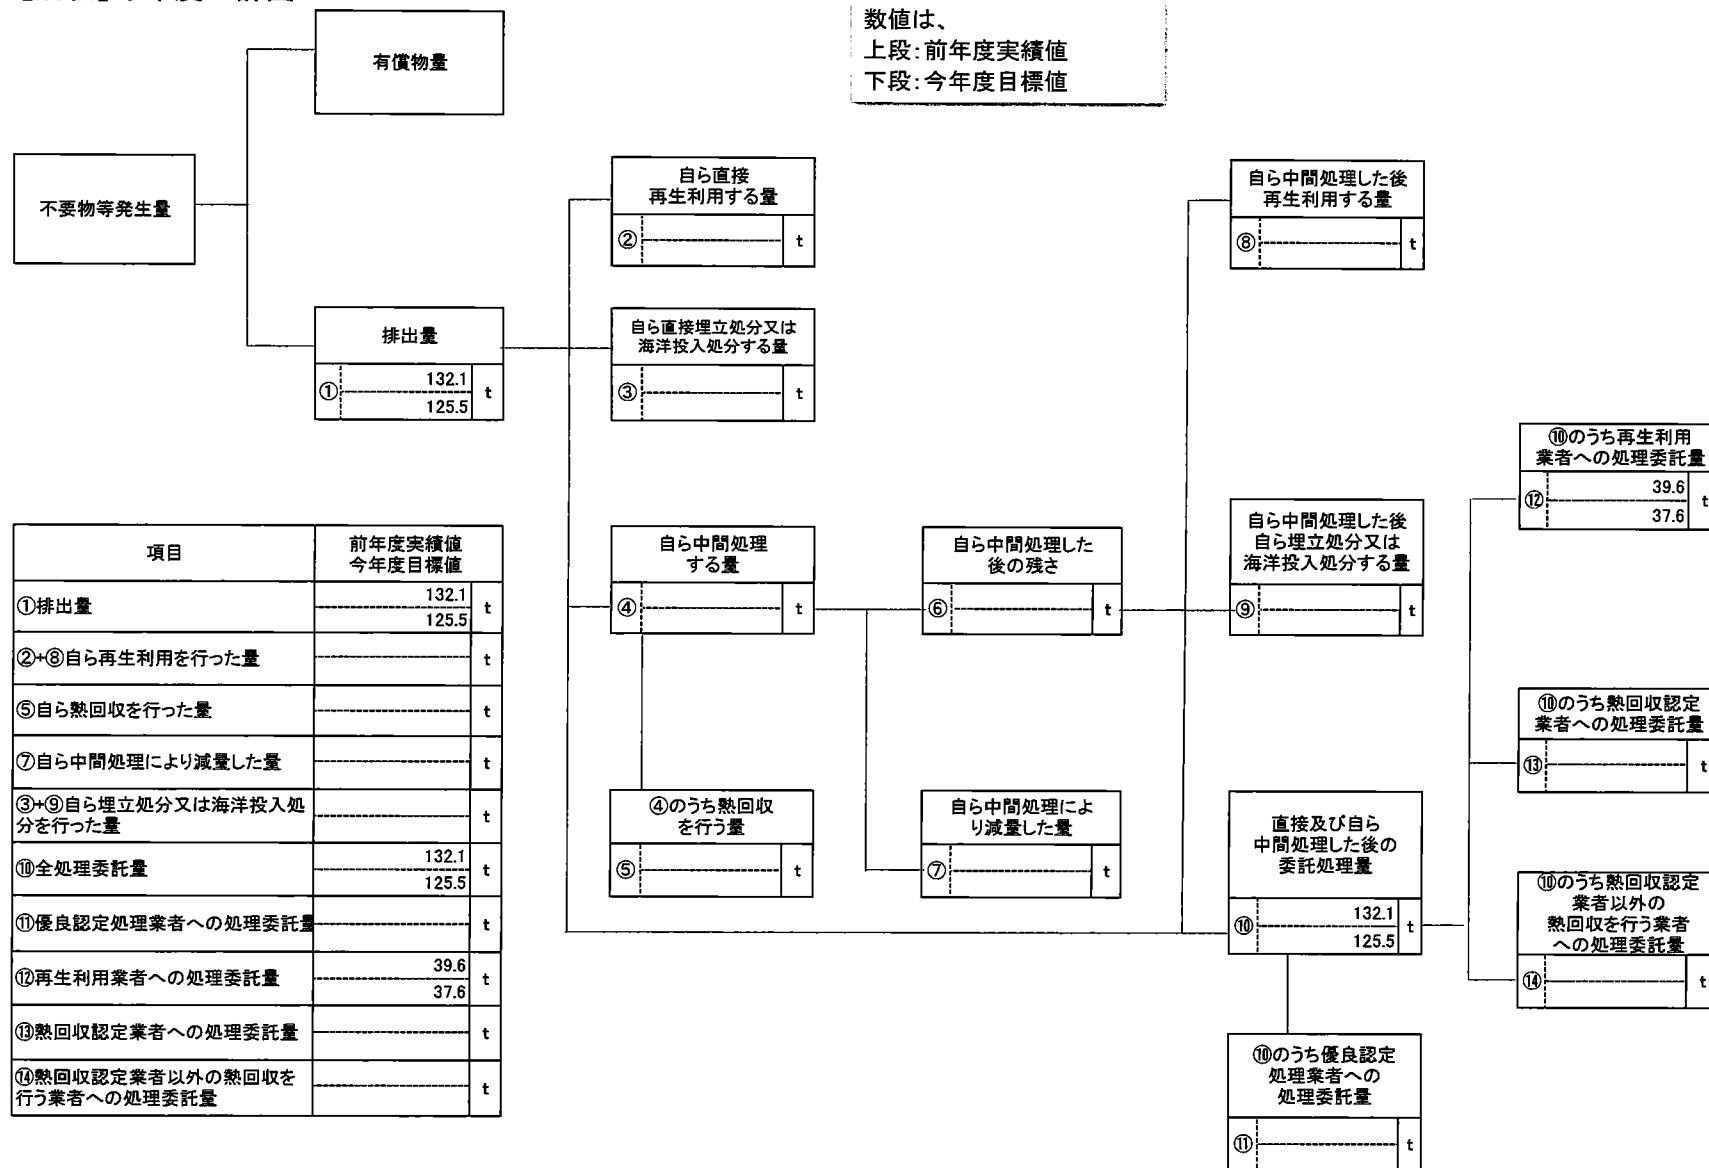 数値は、
上段:前年度実績値
下段:今年度目標値
有償物量
不要物等発生量
排出量
① 132.1 t
125.5
自ら直接
再生利用する量
② t
自ら直接埋立処分又は
海洋投入処分する量
③ t
自ら中間処理
する量
④ t
④のうち熱回収
を行う量
⑤ t
自ら中間処理した
後の残さ
⑥ t
自ら中間処理によ
り減量した量
⑦ t
自ら中間処理した後
再生利用する量
⑧ t
自ら中間処理した後
自ら埋立処分又は
海洋投入処分する量
⑨ t
直接及び自ら
中間処理した後の
委託処理量
⑩ 132.1 t
125.5
⑩のうち優良認定
処理業者への
処理委託量
⑪ t
⑩のうち再生利用
業者への処理委託量
⑫ 39.6 t
37.6
⑩のうち熱回収認定
業者への処理委託量
⑬ t
⑩のうち熱回収認定
業者以外の
熱回収を行う業者
への処理委託量
⑭ t
項目 前年度実績値
今年度目標値
①排出量 132.1 t
125.5
②+⑧自ら再生利用を行った量 t
⑤自ら熱回収を行った量 t
⑦自ら中間処理により減量した量 t
③+⑨自ら埋立処分又は海洋投入処
分を行った量 t
⑩全処理委託量 132.1 t
125.5
⑪優良認定処理業者への処理委託量 t
⑫再生利用業者への処理委託量 39.6 t
37.6
⑬熱回収認定業者への処理委託量 t
⑭熱回収認定業者以外の熱回収を
行う業者への処理委託量 t